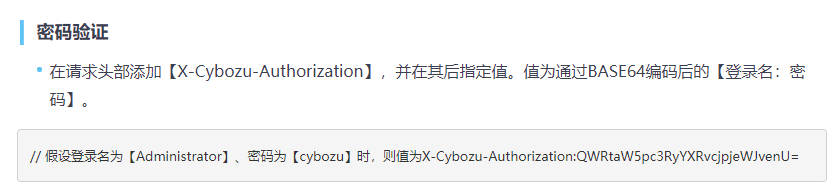 密码验证
在请求头部添加【X-Cybozu-Authorization】，并在其后指定值。值为通过BASE64编码后的【登录名：密
码】。
// 假设登录名为【Administrator】、密码为【cybozu】时，则值为X-Cybozu-Authorization:QWRtaW5pc3RyYXRvcjpjeWJvenU=